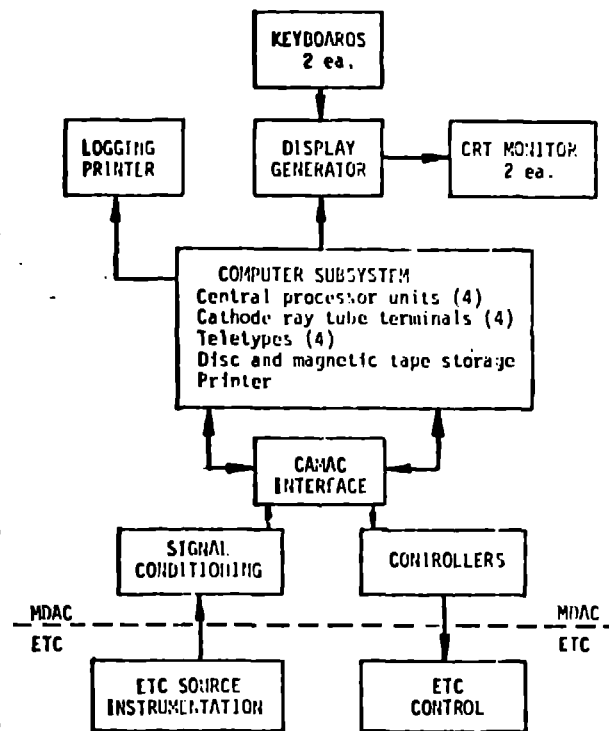 KEYBOAROS
2 ea.
LOGGING
PRINTER
DISPLAY
GENERATOR
CRT MONITOR
2 ea.
COMPUTER SUBSYSTEM
Central processor units (4)
Cathode ray tube terminals (4)
Teletypes (4)
Disc and magnetic tape storage
Printer
CAMAC
INTERFACE
SIGNAL
CONDITIONING
CONTROLLERS
MDAC
MDAC
ETC
ETC
ETC SOURCE
INSTRUMENTATION
ETC
CONTROL